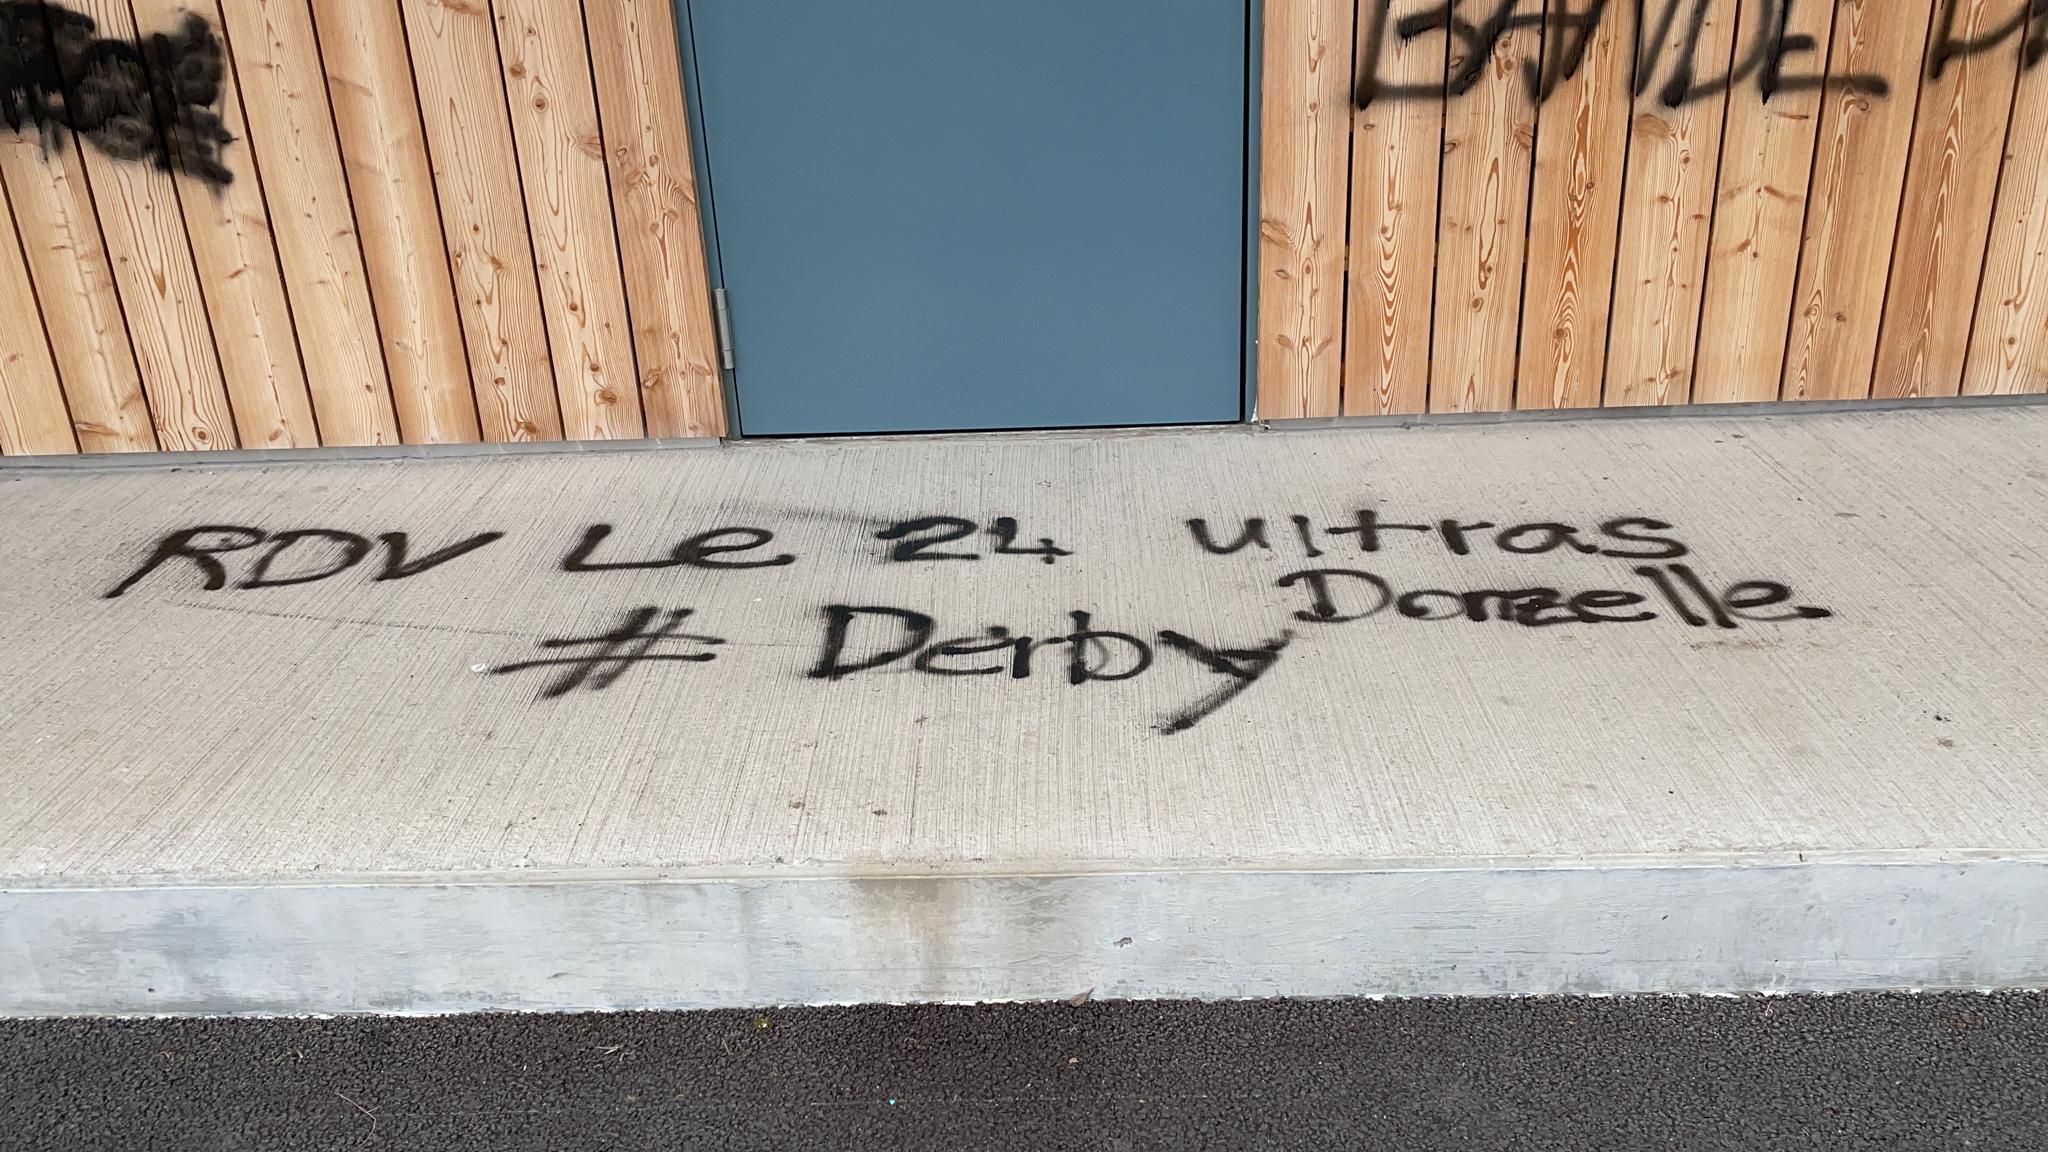 BANDE
RDV Le 24 ultras
# Derby Donzelle